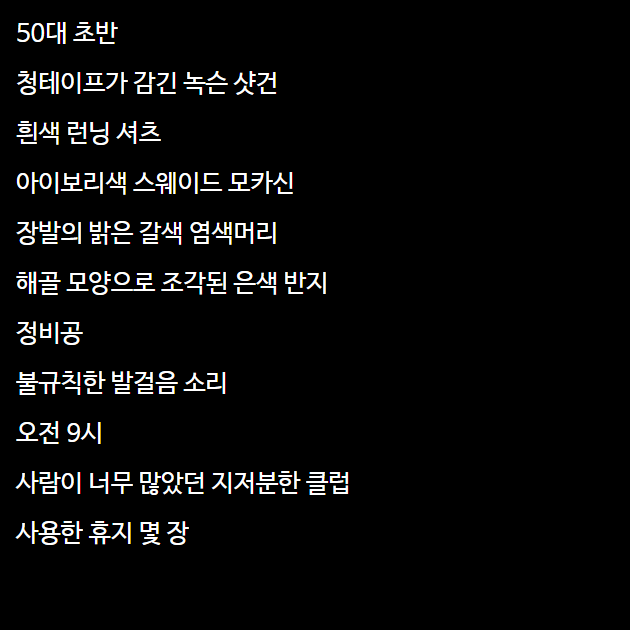 50대 초반
청테이프가 감긴 녹슨 샷건
흰색 런닝 셔츠
아이보리색 스웨이드 모카신
장발의 밝은 갈색 염색머리
해골 모양으로 조각된 은색 반지
정비공
불규칙한 발걸음 소리
오전 9시
사람이 너무 많았던 지저분한 클럽
사용한 휴지 몇 장